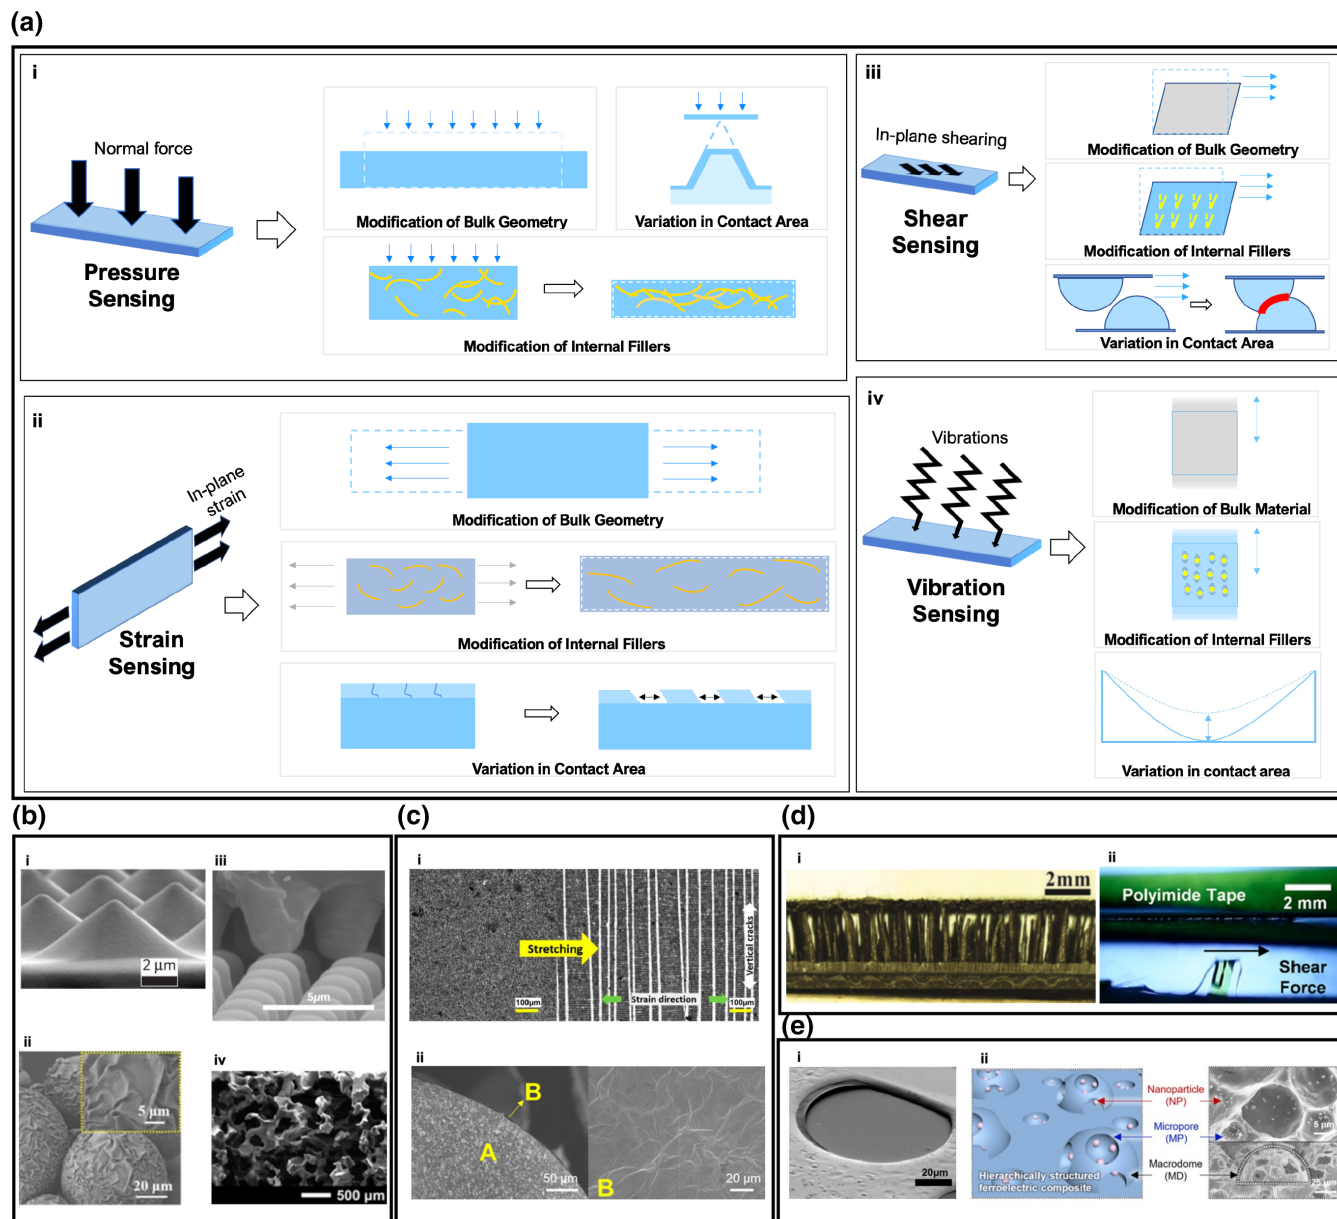 (a)
i
Normal force
Pressure
Sensing
Modification of Bulk Geometry
Variation in Contact Area
Modification of Internal Fillers
ii
In-plane
strain
Strain
Sensing
Modification of Bulk Geometry
Modification of Internal Fillers
Variation in Contact Area
iii
In-plane shearing
Shear
Sensing
Modification of Bulk Geometry
Modification of Internal Fillers
Variation in Contact Area
iv
Vibrations
Vibration
Sensing
Modification of Bulk Material
Modification of Internal Fillers
Variation in contact area
(b)
i
2 μm
iii
5μm
ii
5 μm
20 μm
iv
500 μm
(c)
i
Stretching
Vertical cracks
Strain direction
100μm
100μm
ii
B
A
50 μm
B
20 μm
(d)
i
2mm
ii
Polyimide Tape
2 mm
Shear
Force
(e)
i
20μm
ii
Nanoparticle
(NP)
Micropore
(MP)
Macrodome
(MD)
Hierarchically structured
ferroelectric composite
5 μm
25 μm